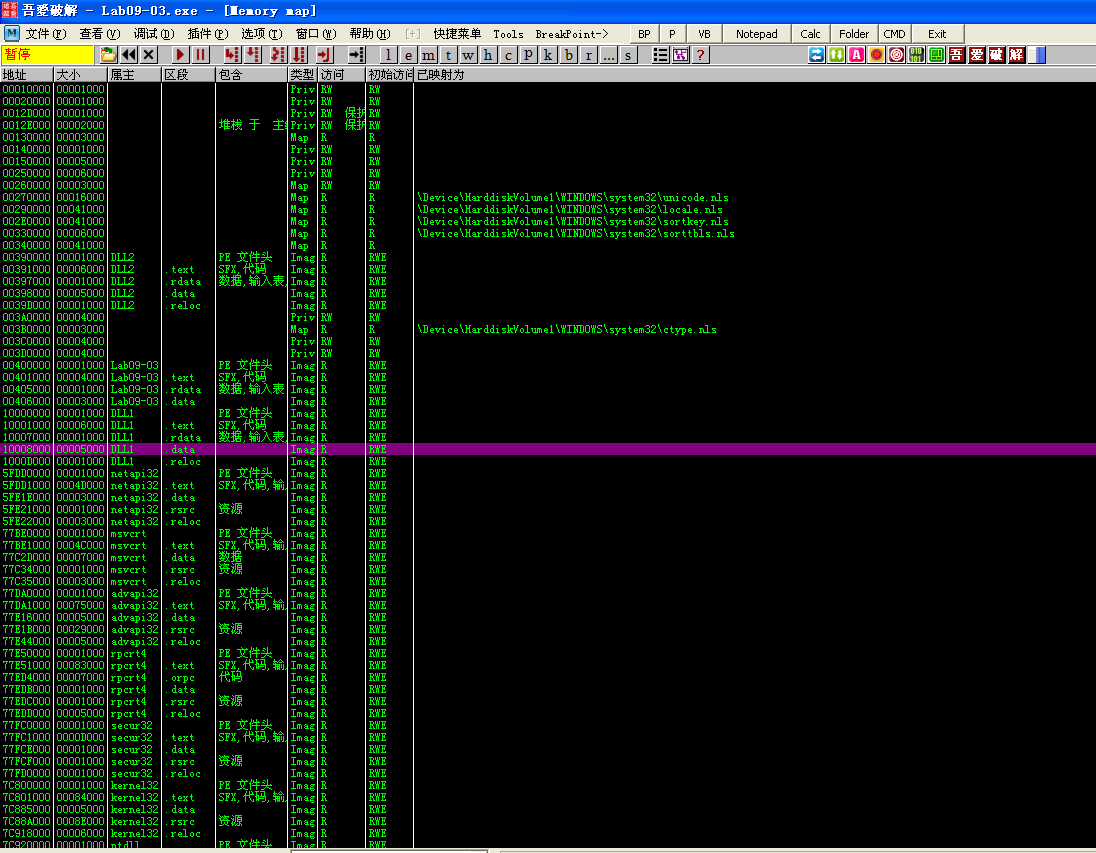 吾愛破解 - Lab09-03.exe - [Memory map]
M 文件(F) 查看(V) 调试(D) 插件(P) 选项(T) 窗口(W) 帮助(H) [+] 快捷菜单 Tools BreakPoint-> BP P VB Notepad Calc Folder CMD Exit
暂停 l e m t w h c p k b r ... s ? 吾 愛 破 解
地址 大小 属主 区段 包含 类型 访问 初始访问 已映射为
00010000 00001000 Priv RW RW
00020000 00001000 Priv RW RW
0012D000 00001000 Priv RW 保护 RW
0012E000 00002000 堆栈 于 主 Priv RW 保护 RW
00130000 00003000 Map R R
00140000 00001000 Priv RW RW
00150000 00005000 Priv RW RW
00250000 00006000 Priv RW RW
00260000 00003000 Map RW RW
00270000 00016000 Map R R \Device\HarddiskVolume1\WINDOWS\system32\unicode.nls
00290000 00041000 Map R R \Device\HarddiskVolume1\WINDOWS\system32\locale.nls
002E0000 00041000 Map R R \Device\HarddiskVolume1\WINDOWS\system32\sortkey.nls
00330000 00006000 Map R R \Device\HarddiskVolume1\WINDOWS\system32\sorttbls.nls
00340000 00041000 Map R R
00390000 00001000 DLL2 PE 文件头 Imag R RWE
00391000 00006000 DLL2 .text SFX,代码 Imag R RWE
00397000 00001000 DLL2 .rdata 数据,输入表, Imag R RWE
00398000 00005000 DLL2 .data Imag R RWE
0039D000 00001000 DLL2 .reloc Imag R RWE
003A0000 00004000 Priv RW RW
003B0000 00003000 Map R R \Device\HarddiskVolume1\WINDOWS\system32\ctype.nls
003C0000 00004000 Priv RW RW
003D0000 00004000 Priv RW RW
00400000 00001000 Lab09-03 PE 文件头 Imag R RWE
00401000 00004000 Lab09-03 .text SFX,代码 Imag R RWE
00405000 00001000 Lab09-03 .rdata 数据,输入表 Imag R RWE
00406000 00003000 Lab09-03 .data Imag R RWE
10000000 00001000 DLL1 PE 文件头 Imag R RWE
10001000 00006000 DLL1 .text SFX,代码 Imag R RWE
10007000 00001000 DLL1 .rdata 数据,输入表, Imag R RWE
10008000 00005000 DLL1 .data Imag R RWE
1000D000 00001000 DLL1 .reloc Imag R RWE
5FDD0000 00001000 netapi32 PE 文件头 Imag R RWE
5FDD1000 0004D000 netapi32 .text SFX,代码,输 Imag R RWE
5FE1E000 00003000 netapi32 .data Imag R RWE
5FE21000 00001000 netapi32 .rsrc 资源 Imag R RWE
5FE22000 00003000 netapi32 .reloc Imag R RWE
77BE0000 00001000 msvcrt PE 文件头 Imag R RWE
77BE1000 0004C000 msvcrt .text SFX,代码,输 Imag R RWE
77C2D000 00007000 msvcrt .data 数据 Imag R RWE
77C34000 00001000 msvcrt .rsrc 资源 Imag R RWE
77C35000 00003000 msvcrt .reloc Imag R RWE
77DA0000 00001000 advapi32 PE 文件头 Imag R RWE
77DA1000 00075000 advapi32 .text SFX,代码,输 Imag R RWE
77E16000 00005000 advapi32 .data Imag R RWE
77E1B000 00029000 advapi32 .rsrc 资源 Imag R RWE
77E44000 00005000 advapi32 .reloc Imag R RWE
77E50000 00001000 rpcrt4 PE 文件头 Imag R RWE
77E51000 00083000 rpcrt4 .text SFX,代码,输 Imag R RWE
77ED4000 00007000 rpcrt4 .orpc 代码 Imag R RWE
77EDB000 00001000 rpcrt4 .data Imag R RWE
77EDC000 00001000 rpcrt4 .rsrc 资源 Imag R RWE
77EDD000 00005000 rpcrt4 .reloc Imag R RWE
77FC0000 00001000 secur32 PE 文件头 Imag R RWE
77FC1000 0000D000 secur32 .text SFX,代码,输 Imag R RWE
77FCE000 00001000 secur32 .data Imag R RWE
77FCF000 00001000 secur32 .rsrc 资源 Imag R RWE
77FD0000 00001000 secur32 .reloc Imag R RWE
7C800000 00001000 kernel32 PE 文件头 Imag R RWE
7C801000 00084000 kernel32 .text SFX,代码,输 Imag R RWE
7C885000 00005000 kernel32 .data Imag R RWE
7C88A000 0008E000 kernel32 .rsrc 资源 Imag R RWE
7C918000 00006000 kernel32 .reloc Imag R RWE
7C920000 00001000 ntdll PE 文件头 Imag R RWE